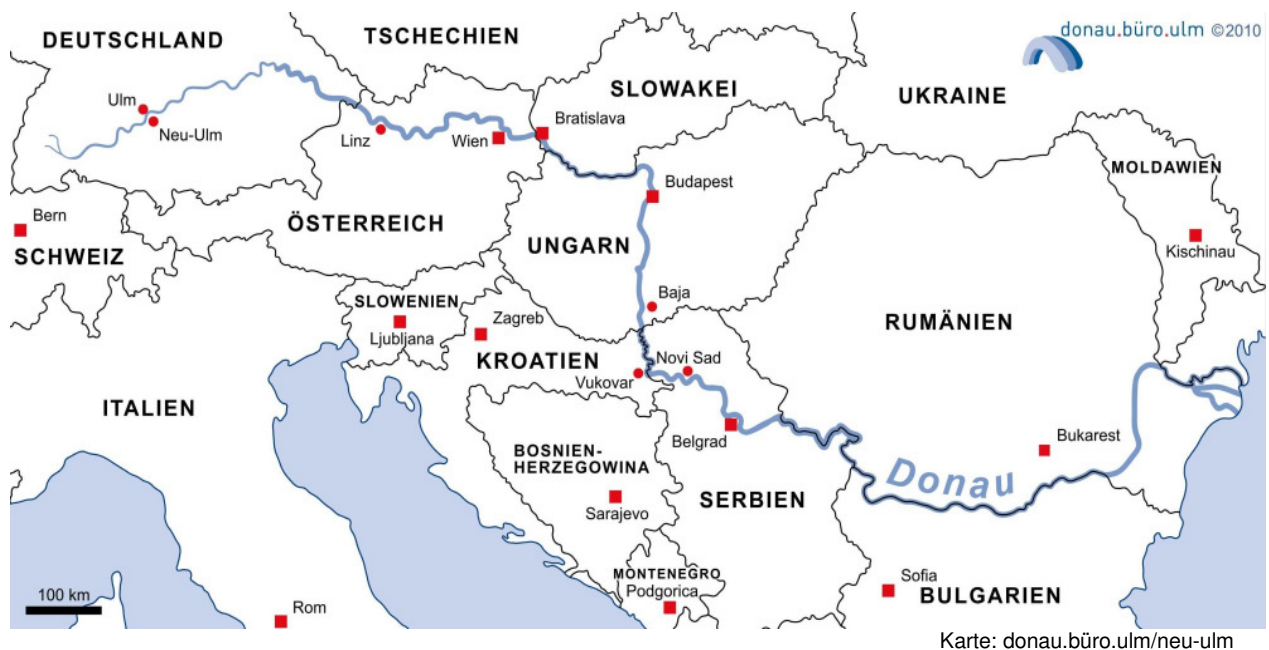 donau.büro.ulm ©2010
DEUTSCHLAND
TSCHECHIEN
SLOWAKEI
UKRAINE
Ulm
Neu-Ulm
Linz
Wien
Bratislava
MOLDAWIEN
Budapest
Bern
SCHWEIZ
ÖSTERREICH
UNGARN
Kischinau
SLOWENIEN
Ljubljana
Zagreb
Baja
RUMÄNIEN
KROATIEN
Novi Sad
Vukovar
ITALIEN
Belgrad
Bukarest
BOSNIEN-
HERZEGOWINA
Donau
Sarajevo
SERBIEN
MONTENEGRO
Podgorica
Sofia
BULGARIEN
100 km
Rom
Karte: donau.büro.ulm/neu-ulm